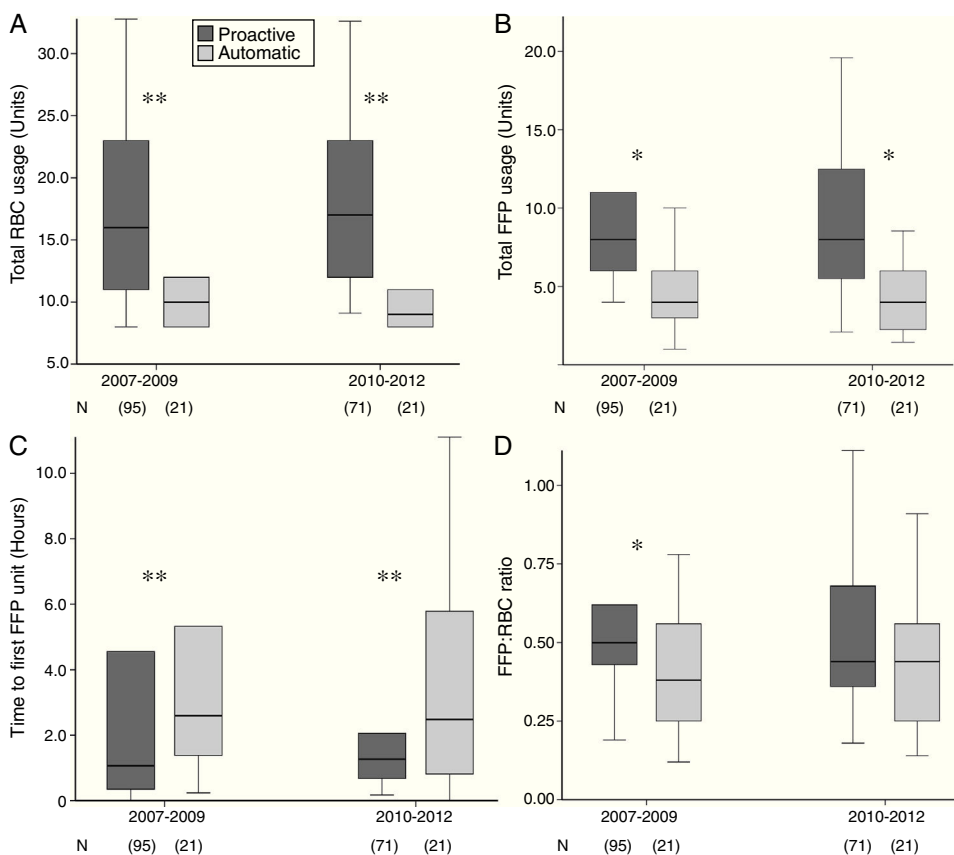 A
Total RBC usage (Units)
30.0
25.0
20.0
15.0
10.0
5.0
Proactive
Automatic
**
**
2007-2009
2010-2012
N (95) (21) (71) (21)
B
Total FFP usage (Units)
20.0
15.0
10.0
5.0
*
*
2007-2009
2010-2012
(95) (21) (71) (21)
C
Time to first FFP unit (Hours)
10.0
8.0
6.0
4.0
2.0
0
**
**
2007-2009
2010-2012
N (95) (21) (71) (21)
D
FFP:RBC ratio
1.00
0.75
0.50
0.25
0.00
*
2007-2009
2010-2012
N (95) (21) (71) (21)